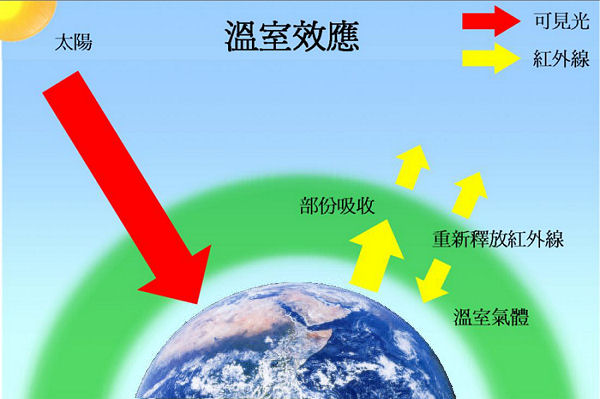 太陽
溫室效應
可見光
紅外線
部份吸收
重新釋放紅外線
溫室氣體